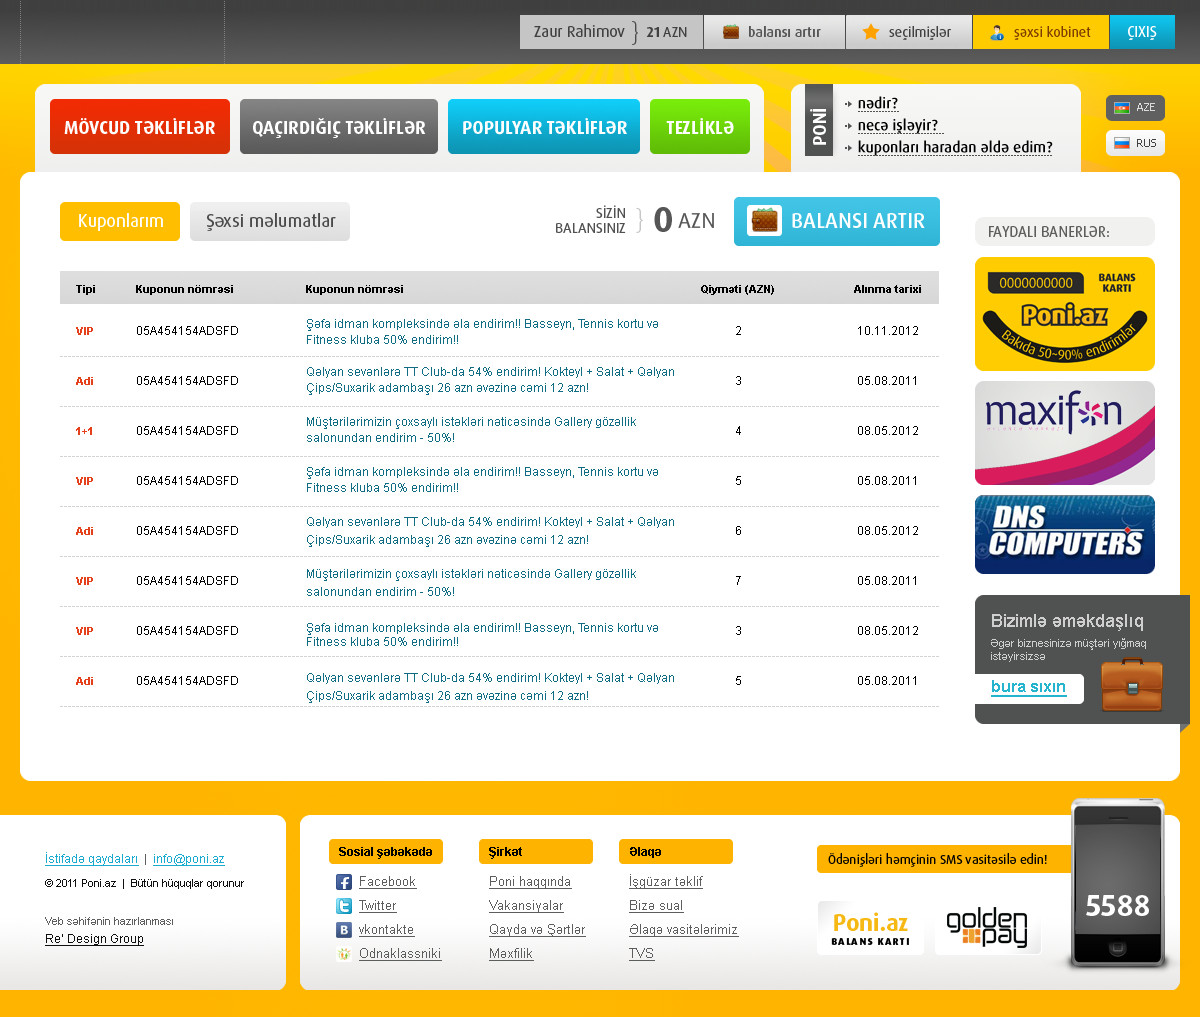 Zaur Rahimov } 21 AZN
balansı artır
seçilmişlər
şəxsi kobinet
ÇIXIŞ
MÖVCUD TƏKLİFLƏR
QAÇIRDIĞIÇ TƏKLİFLƏR
POPULYAR TƏKLİFLƏR
TEZLİKLƏ
PONİ
nədir?
necə işləyir?
kuponları haradan əldə edim?
AZE
RUS
Kuponlarım
Şəxsi məlumatlar
SİZİN
BALANSINIZ
} 0 AZN
BALANSI ARTIR
Tipi Kuponun nömrəsi Kuponun nömrəsi Qiyməti (AZN) Alınma tarixi
VIP 05A454154ADSFD Şəfa idman kompleksində əla endirim!! Basseyn, Tennis kortu və 2 10.11.2012
Fitness kluba 50% endirim!!
Adi 05A454154ADSFD Qəlyan sevənlərə TT Club-da 54% endirim! Kokteyl + Salat + Qəlyan 3 05.08.2011
Çips/Suxarik adambaşı 26 azn əvəzinə cəmi 12 azn!
1+1 05A454154ADSFD Müştərilərimizin çoxsaylı istəkləri nəticəsində Gallery gözəllik 4 08.05.2012
salonundan endirim - 50%!
VIP 05A454154ADSFD Şəfa idman kompleksində əla endirim!! Basseyn, Tennis kortu və 5 05.08.2011
Fitness kluba 50% endirim!!
Adi 05A454154ADSFD Qəlyan sevənlərə TT Club-da 54% endirim! Kokteyl + Salat + Qəlyan 6 08.05.2012
Çips/Suxarik adambaşı 26 azn əvəzinə cəmi 12 azn!
VIP 05A454154ADSFD Müştərilərimizin çoxsaylı istəkləri nəticəsində Gallery gözəllik 7 05.08.2011
salonundan endirim - 50%!
VIP 05A454154ADSFD Şəfa idman kompleksində əla endirim!! Basseyn, Tennis kortu və 3 08.05.2012
Fitness kluba 50% endirim!!
Adi 05A454154ADSFD Qəlyan sevənlərə TT Club-da 54% endirim! Kokteyl + Salat + Qəlyan 5 05.08.2011
Çips/Suxarik adambaşı 26 azn əvəzinə cəmi 12 azn!
FAYDALI BANERLƏR:
0000000000
BALANS
KARTI
Poni.az
Bakıda 50~90% endirimlər
maxifon
DNS
COMPUTERS
Bizimlə əməkdaşlıq
Əgər biznesinizə müştəri yığmaq
istəyirsizsə
bura sıxın
İstifadə qaydaları | info@poni.az
© 2011 Poni.az | Bütün hüquqlar qorunur
Veb səhifənin hazırlanması
Re' Design Group
Sosial şəbəkədə
Facebook
Twitter
vkontakte
Odnaklassniki
Şirkət
Poni haqqında
Vakansiyalar
Qayda və Şərtlər
Məxfilik
Əlaqə
İşgüzar təklif
Bizə sual
Əlaqə vasitələrimiz
TVS
Ödənişləri həmçinin SMS vasitəsilə edin!
Poni.az
BALANS KARTI
golden
pay
5588